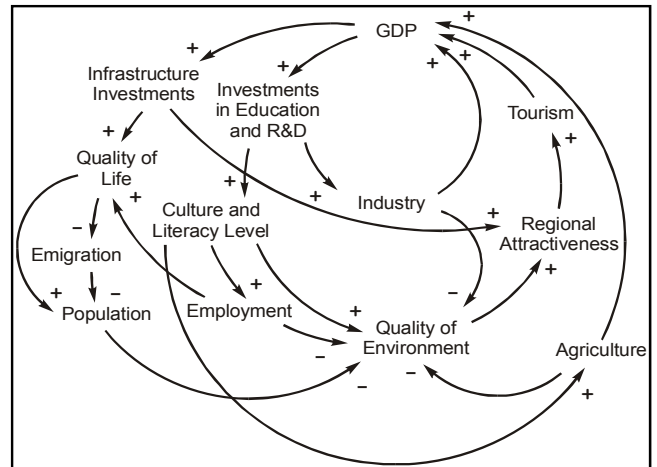 GDP
+
+
+
+
+
Infrastructure
Investments
Investments
in Education
and R&D
Tourism
+
+
Quality of
Life
+
+
+
Industry
+
Culture and
Literacy Level
Regional
Attractiveness
–
Emigration
+
+
–
Population
Employment
+
–
+
Quality of
Environment
–
–
–
Agriculture
+